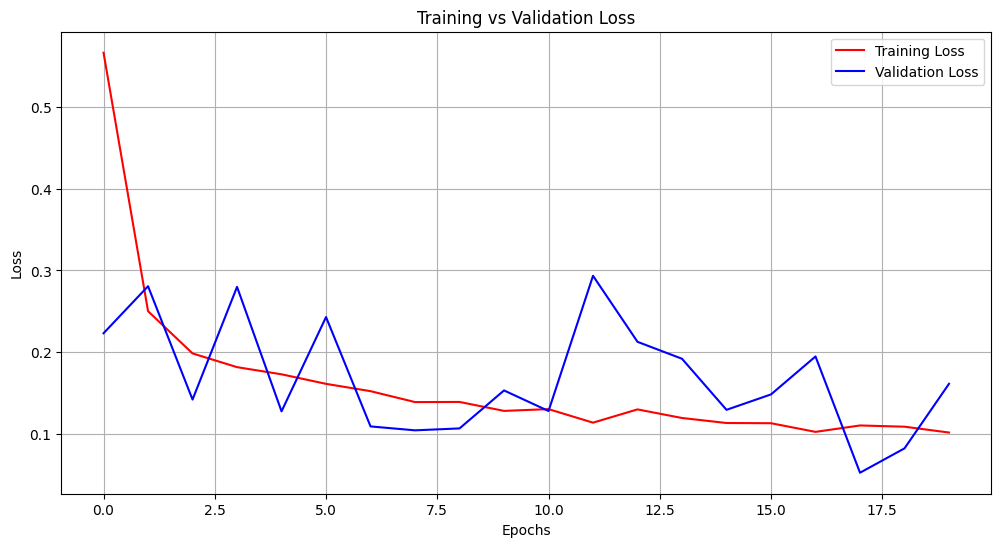 Training vs Validation Loss
Training Loss
Validation Loss
0.5
0.4
0.3
0.2
0.1
Loss
0.0 2.5 5.0 7.5 10.0 12.5 15.0 17.5
Epochs